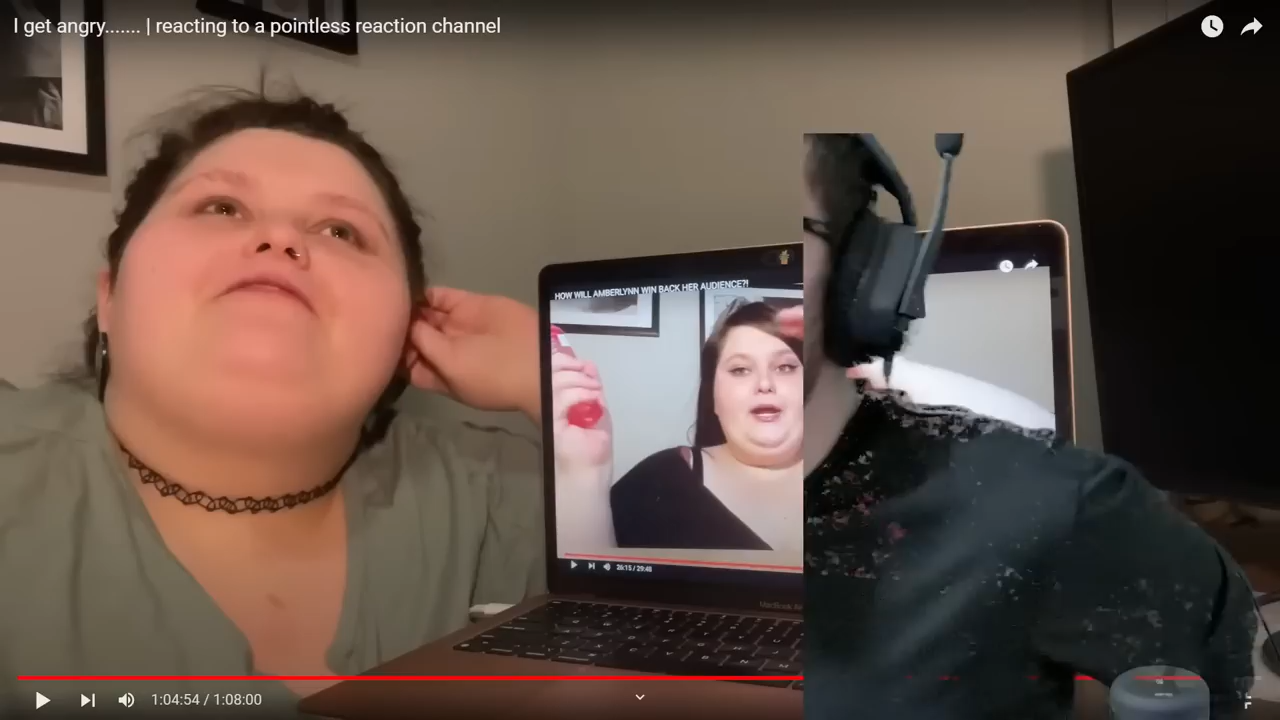 I get angry....... | reacting to a pointless reaction channel
HOW WILL AMBERLYNN WIN BACK HER AUDIENCE?!
26:15 / 29:48
MacBook Air
1:04:54 / 1:08:00